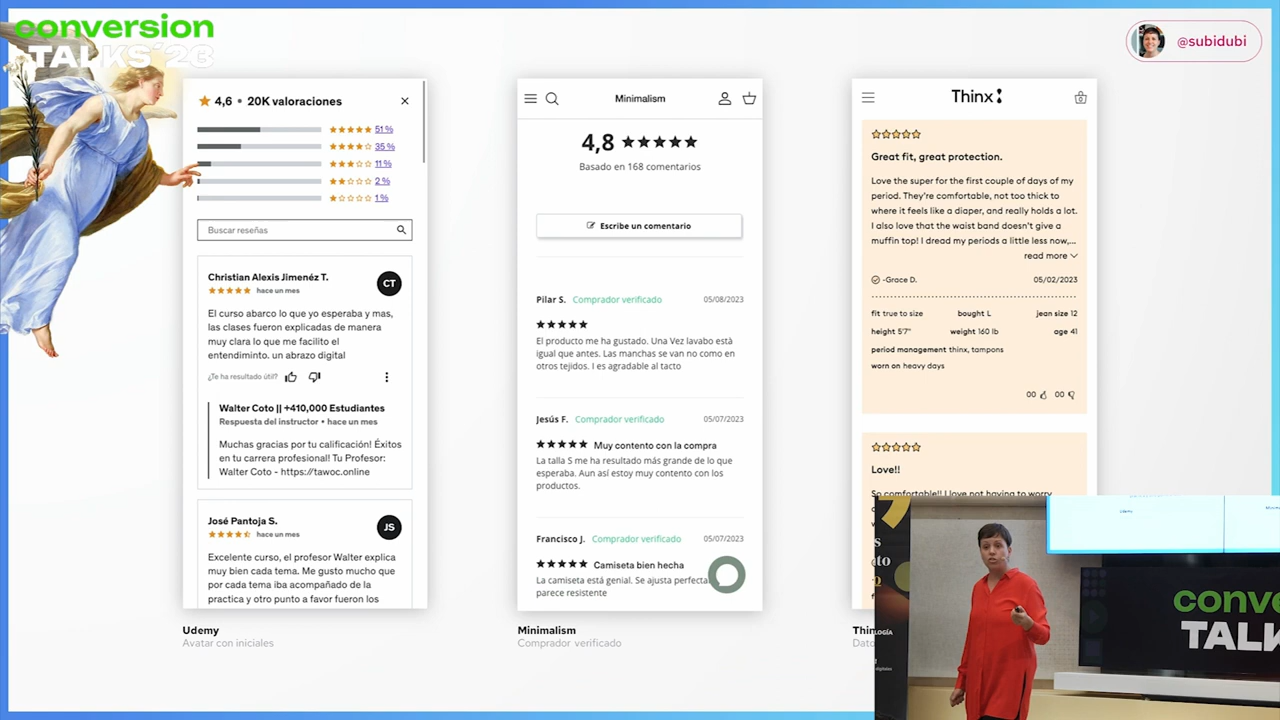 conversion
TALKS´23
@subidubi
4,6 • 20K valoraciones
51 %
35 %
11 %
2 %
1 %
Buscar reseñas
Christian Alexis Jimenéz T.
hace un mes
CT
El curso abarco lo que yo esperaba y mas,
las clases fueron explicadas de manera
muy clara lo que me facilito el
entendiminto. un abrazo digital
¿Te ha resultado útil?
Walter Coto || +410,000 Estudiantes
Respuesta del instructor • hace un mes
Muchas gracias por tu calificación! Éxitos
en tu carrera profesional! Tu Profesor:
Walter Coto - https://tawoc.online
José Pantoja S.
hace un mes
JS
Excelente curso, el profesor Walter explica
muy bien cada tema. Me gusto mucho que
por cada tema iba acompañado de la
practica y otro punto a favor fueron los
Udemy
Avatar con iniciales
Minimalism
4,8
Basado en 168 comentarios
Escribe un comentario
Pilar S. Comprador verificado 05/08/2023
El producto me ha gustado. Una Vez lavabo está
igual que antes. Las manchas se van no como en
otros tejidos. I es agradable al tacto
Jesús F. Comprador verificado 05/07/2023
Muy contento con la compra
La talla S me ha resultado más grande de lo que
esperaba. Aun así estoy muy contento con los
productos.
Francisco J. Comprador verificado 05/07/2023
Camiseta bien hecha
La camiseta está genial. Se ajusta perfecta
parece resistente
Minimalism
Comprador verificado
Thinx
0
Great fit, great protection.
Love the super for the first couple of days of my
period. They're comfortable, not too thick to
where it feels like a diaper, and really holds a lot.
I also love that the waist band doesn't give a
muffin top! I dread my periods a little less now,...
read more
-Grace D. 05/02/2023
fit true to size bought L jean size 12
height 5'7" weight 160 lb age 41
period management thinx, tampons
worn on heavy days
00 00
Love!!
So comfortable!! I love not having to worry
Thin
Dato
Udemy
conve
TALK